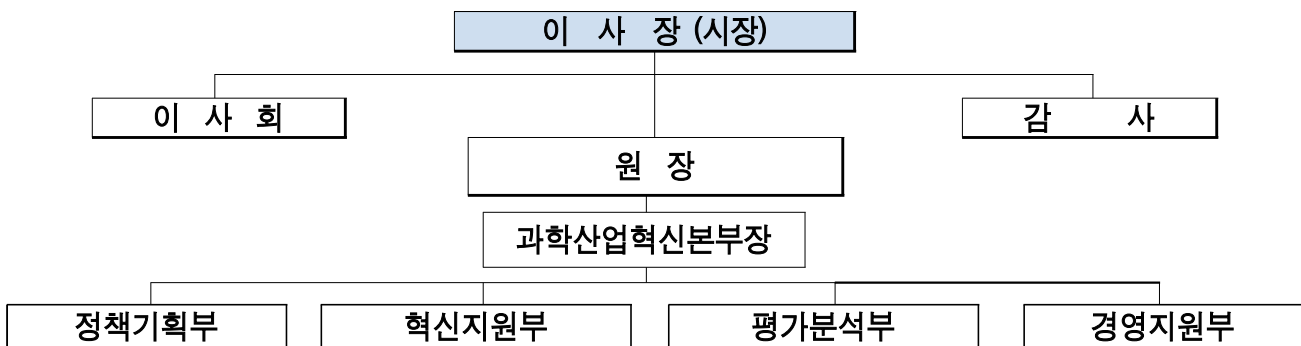 이 사 장 (시장)
이 사 회
감 사
원 장
과학산업혁신본부장
정책기획부
혁신지원부
평가분석부
경영지원부